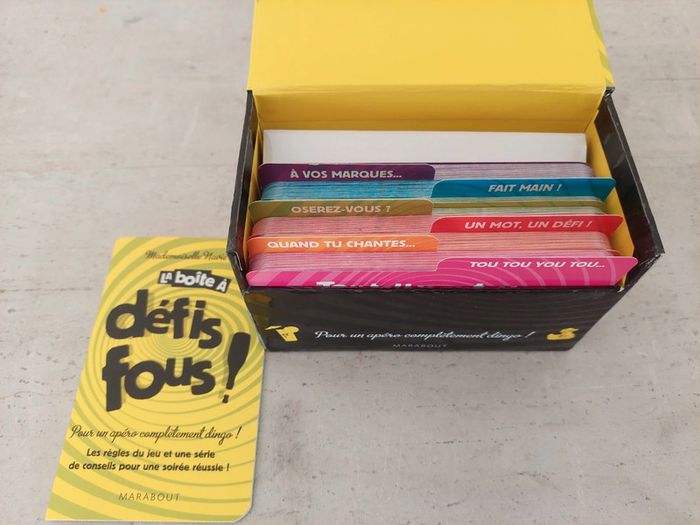 À VOS MARQUES...
FAIT MAIN !
OSEREZ-VOUS ?
UN MOT, UN DÉFI !
QUAND TU CHANTES...
TOU TOU YOU TOU...
Pour un apéro complètement dingo !
MARABOUT
Mademoiselle
La boîte à
défis
fous !
Pour un apéro complètement dingo !
Les règles du jeu et une série
de conseils pour une soirée réussie !
MARABOUT